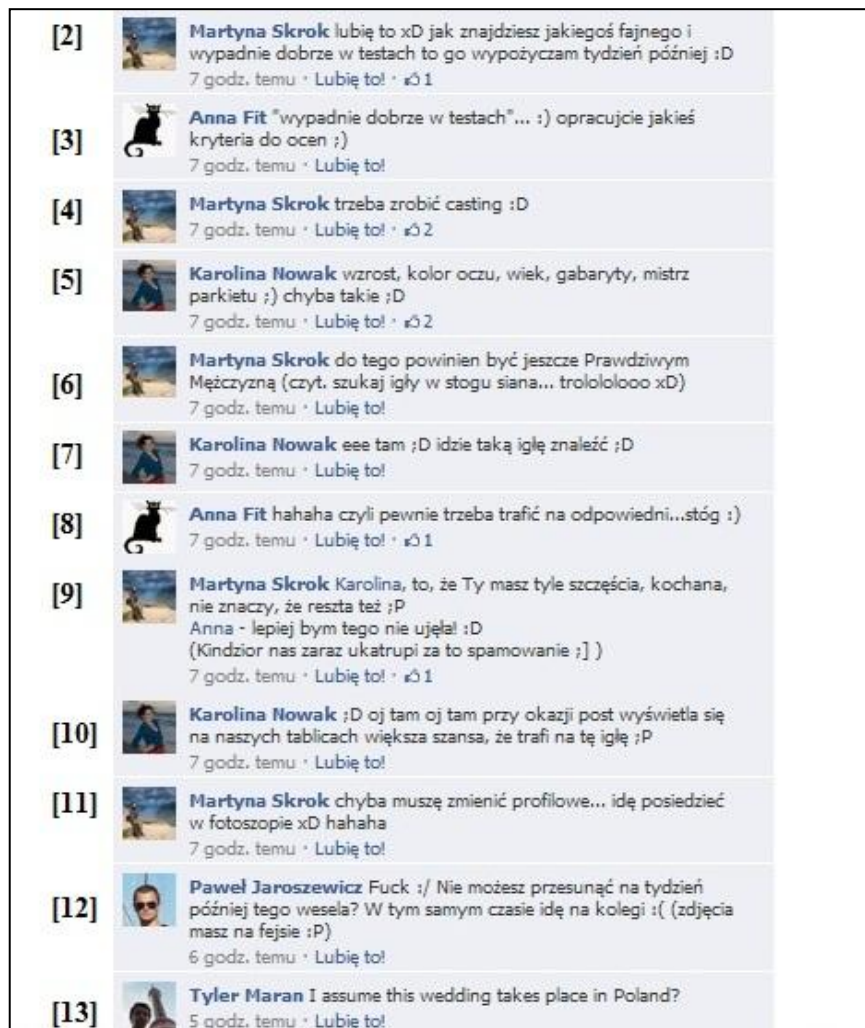 [2] Martyna Skrok lubię to xD jak znajdziesz jakiegoś fajnego i
wypadnie dobrze w testach to go wypożyczam tydzień później :D
7 godz. temu · Lubię to! · 1
[3] Anna Fit "wypadnie dobrze w testach"... :) opracujcie jakieś
kryteria do ocen ;)
7 godz. temu · Lubię to!
[4] Martyna Skrok trzeba zrobić casting :D
7 godz. temu · Lubię to! · 2
[5] Karolina Nowak wzrost, kolor oczu, wiek, gabaryty, mistrz
parkietu ;) chyba takie ;D
7 godz. temu · Lubię to! · 2
[6] Martyna Skrok do tego powinien być jeszcze Prawdziwym
Mężczyzną (czyt. szukaj igły w stogu siana... trolololooo xD)
7 godz. temu · Lubię to!
[7] Karolina Nowak eee tam ;D idzie taką igłę znaleźć ;D
7 godz. temu · Lubię to!
[8] Anna Fit hahaha czyli pewnie trzeba trafić na odpowiedni...stóg :)
7 godz. temu · Lubię to! · 1
[9] Martyna Skrok Karolina, to, że Ty masz tyle szczęścia, kochana,
nie znaczy, że reszta też ;P
Anna - lepiej bym tego nie ujęła! :D
(Kindzior nas zaraz ukatrupi za to spamowanie ;] )
7 godz. temu · Lubię to! · 1
[10] Karolina Nowak ;D oj tam oj tam przy okazji post wyświetla się
na naszych tablicach większa szansa, że trafi na tę igłę ;P
7 godz. temu · Lubię to!
[11] Martyna Skrok chyba muszę zmienić profilowe... idę posiedzieć
w fotoszopie xD hahaha
7 godz. temu · Lubię to!
[12] Paweł Jaroszewicz Fuck :/ Nie możesz przesunąć na tydzień
później tego wesela? W tym samym czasie idę na kolegi :( (zdjęcia
masz na fejsie :P)
6 godz. temu · Lubię to!
[13] Tyler Maran I assume this wedding takes place in Poland?
5 godz. temu · Lubię to!